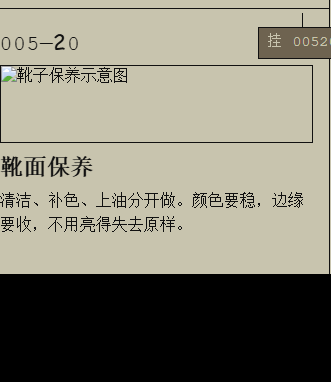 005—20
挂 0052
靴子保养示意图
靴面保养
清洁、补色、上油分开做。颜色要稳，边缘
要收，不用亮得失去原样。